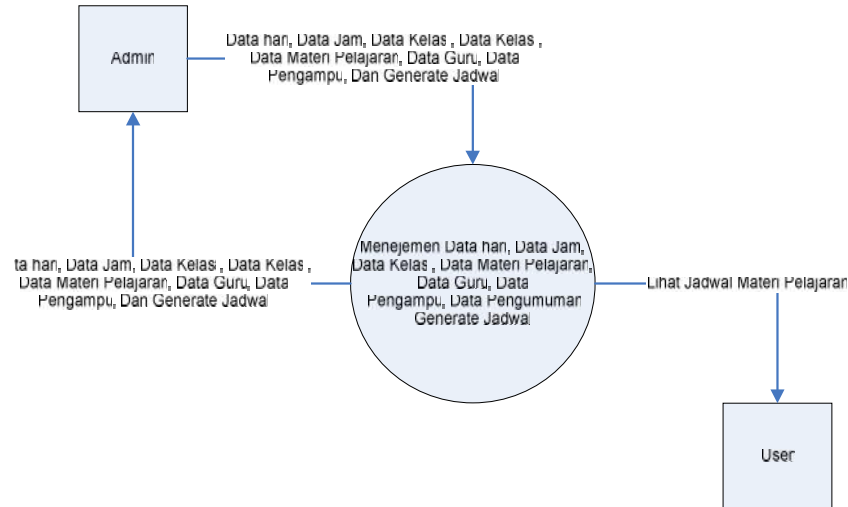 Admin
Data hari, Data Jam, Data Kelas , Data Kelas ,
Data Materi Pelajaran, Data Guru, Data
Pengampu, Dan Generate Jadwal
ta hari, Data Jam, Data Kelas , Data Kelas ,
Data Materi Pelajaran, Data Guru, Data
Pengampu, Dan Generate Jadwal
Menejemen Data hari, Data Jam,
Data Kelas , Data Materi Pelajaran,
Data Guru, Data
Pengampu, Data Pengumuman
Generate Jadwal
Lihat Jadwal Materi Pelajaran
User